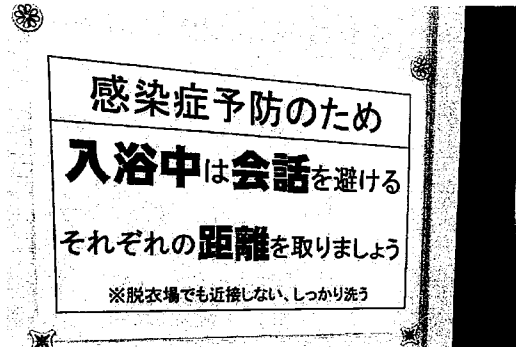 感染症予防のため
入浴中は会話を避ける
それぞれの距離を取りましょう
※脱衣場でも近接しない、しっかり洗う